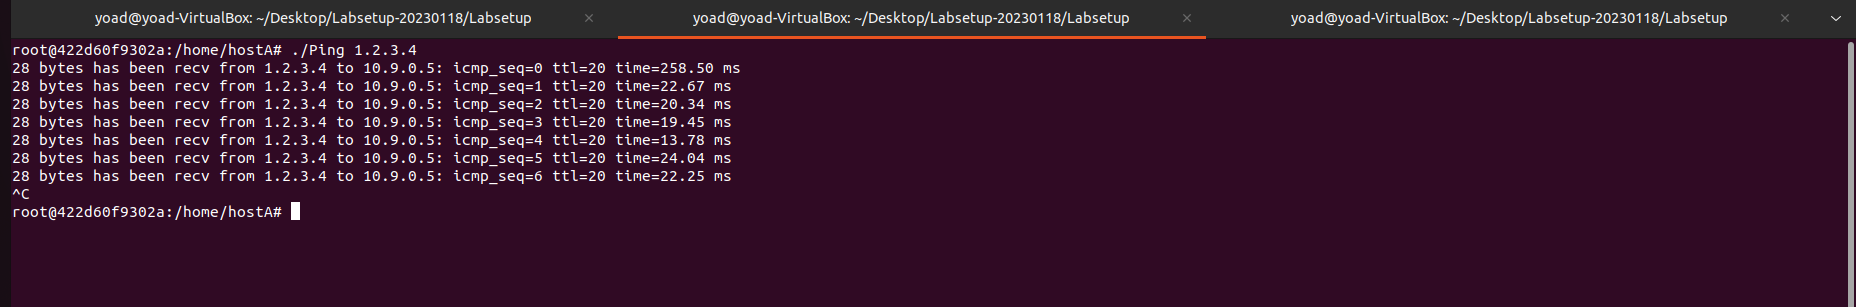 yoad@yoad-VirtualBox: ~/Desktop/Labsetup-20230118/Labsetup × yoad@yoad-VirtualBox: ~/Desktop/Labsetup-20230118/Labsetup × yoad@yoad-VirtualBox: ~/Desktop/Labsetup-20230118/Labsetup ×
root@422d60f9302a:/home/hostA# ./Ping 1.2.3.4
28 bytes has been recv from 1.2.3.4 to 10.9.0.5: icmp_seq=0 ttl=20 time=258.50 ms
28 bytes has been recv from 1.2.3.4 to 10.9.0.5: icmp_seq=1 ttl=20 time=22.67 ms
28 bytes has been recv from 1.2.3.4 to 10.9.0.5: icmp_seq=2 ttl=20 time=20.34 ms
28 bytes has been recv from 1.2.3.4 to 10.9.0.5: icmp_seq=3 ttl=20 time=19.45 ms
28 bytes has been recv from 1.2.3.4 to 10.9.0.5: icmp_seq=4 ttl=20 time=13.78 ms
28 bytes has been recv from 1.2.3.4 to 10.9.0.5: icmp_seq=5 ttl=20 time=24.04 ms
28 bytes has been recv from 1.2.3.4 to 10.9.0.5: icmp_seq=6 ttl=20 time=22.25 ms
^C
root@422d60f9302a:/home/hostA#